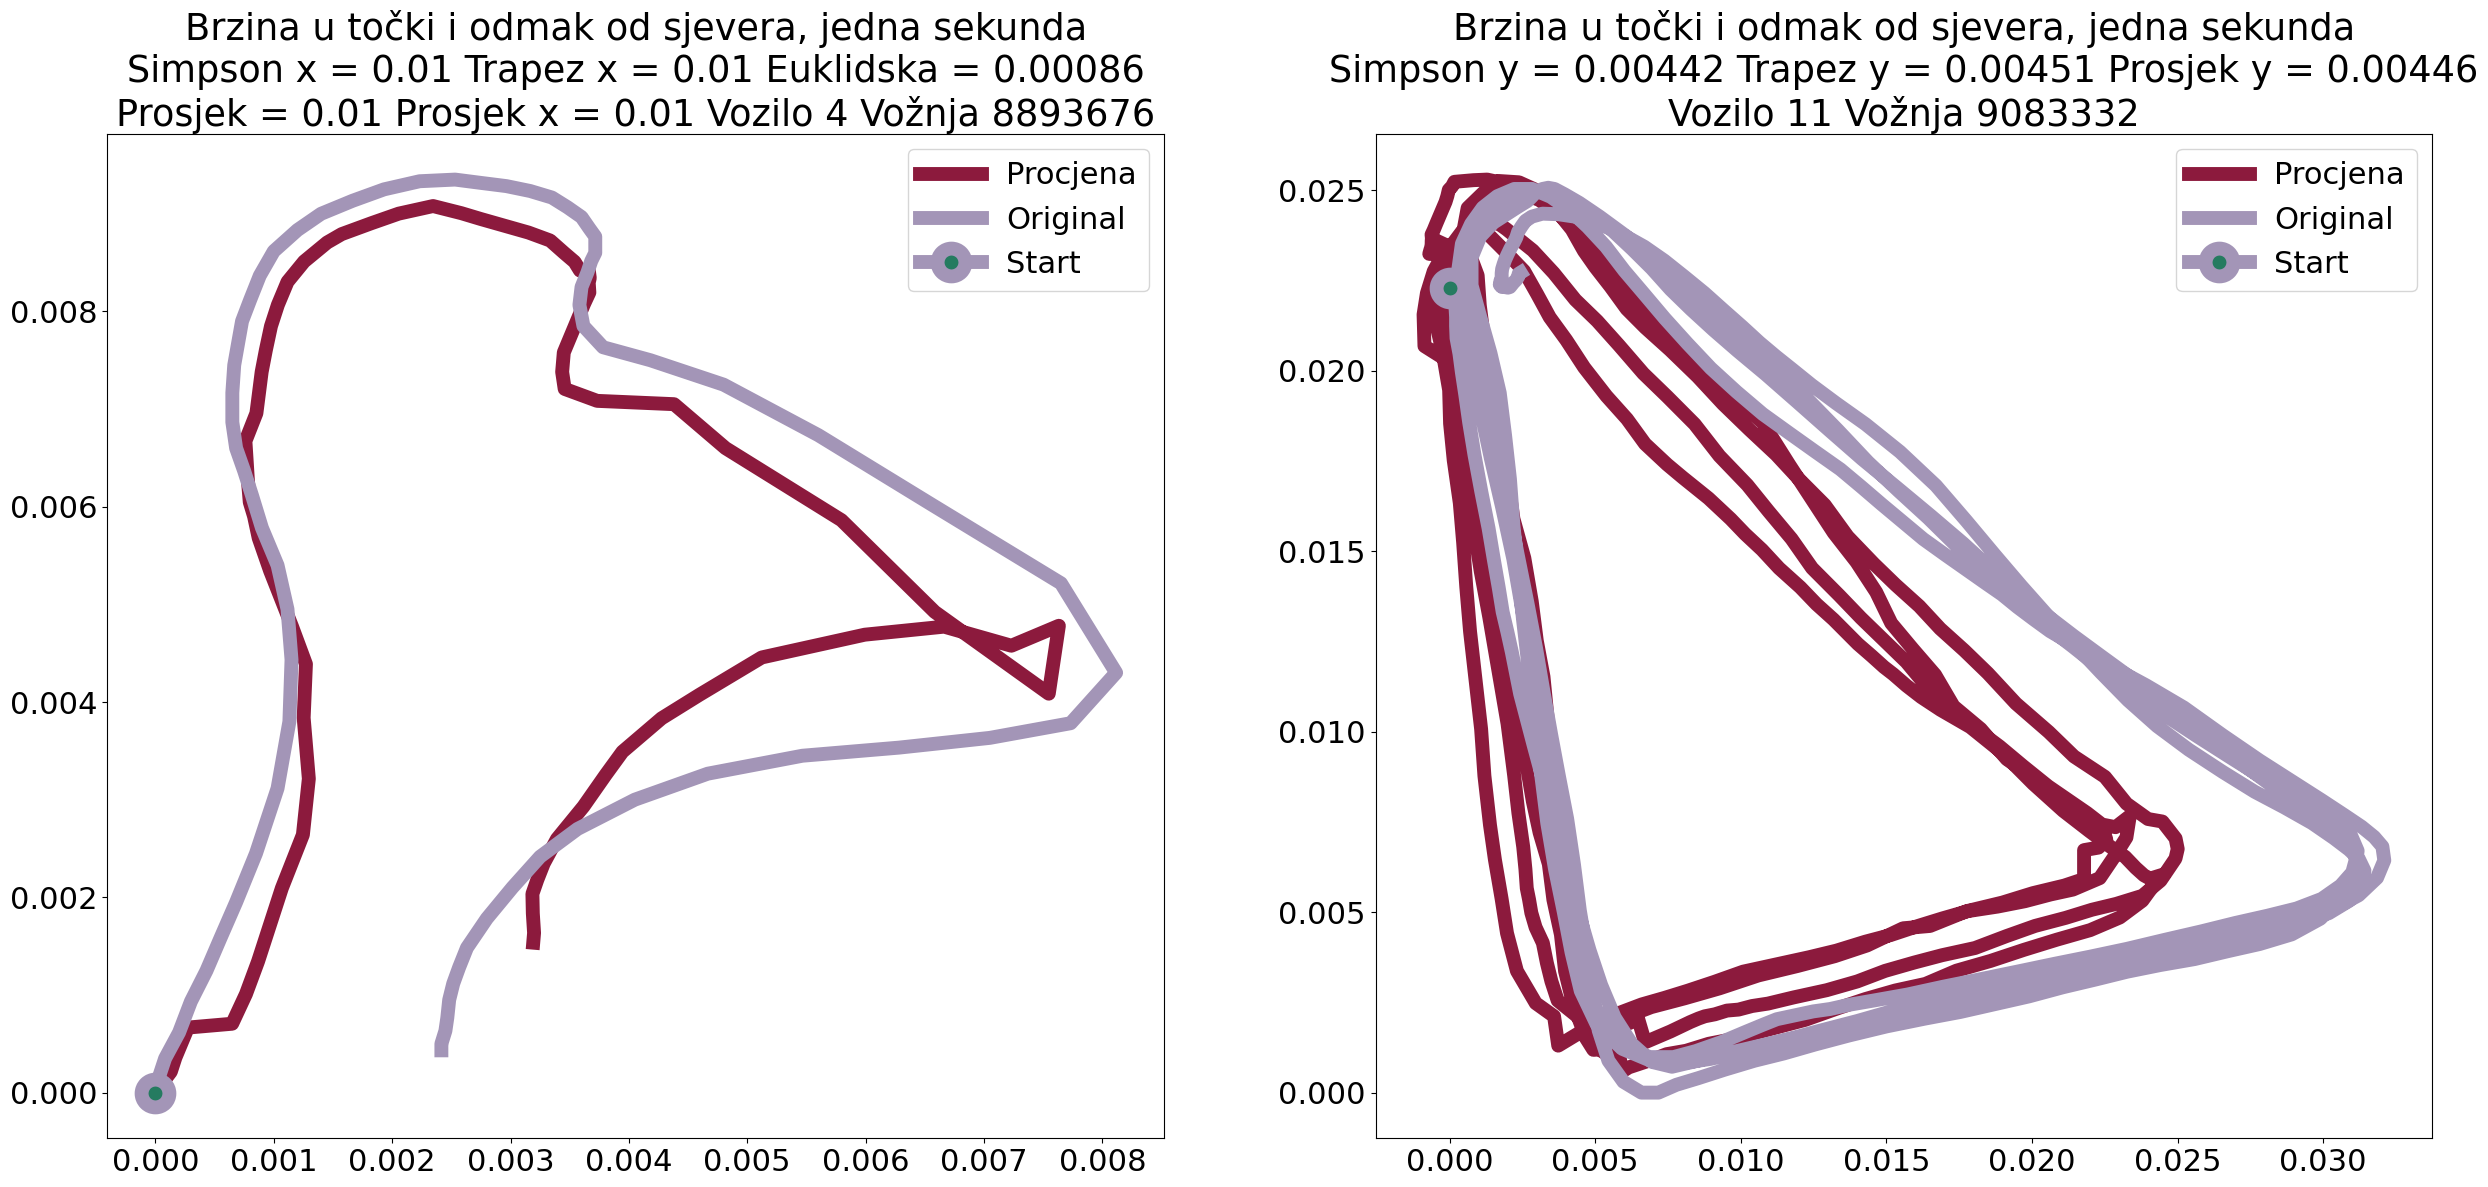 Brzina u točki i odmak od sjevera, jedna sekunda
Simpson x = 0.01 Trapez x = 0.01 Euklidska = 0.00086
Prosjek = 0.01 Prosjek x = 0.01 Vozilo 4 Vožnja 8893676
Procjena
Original
Start
0.008
0.006
0.004
0.002
0.000
0.000 0.001 0.002 0.003 0.004 0.005 0.006 0.007 0.008
Brzina u točki i odmak od sjevera, jedna sekunda
Simpson y = 0.00442 Trapez y = 0.00451 Prosjek y = 0.00446
Vozilo 11 Vožnja 9083332
Procjena
Original
Start
0.025
0.020
0.015
0.010
0.005
0.000
0.000 0.005 0.010 0.015 0.020 0.025 0.030